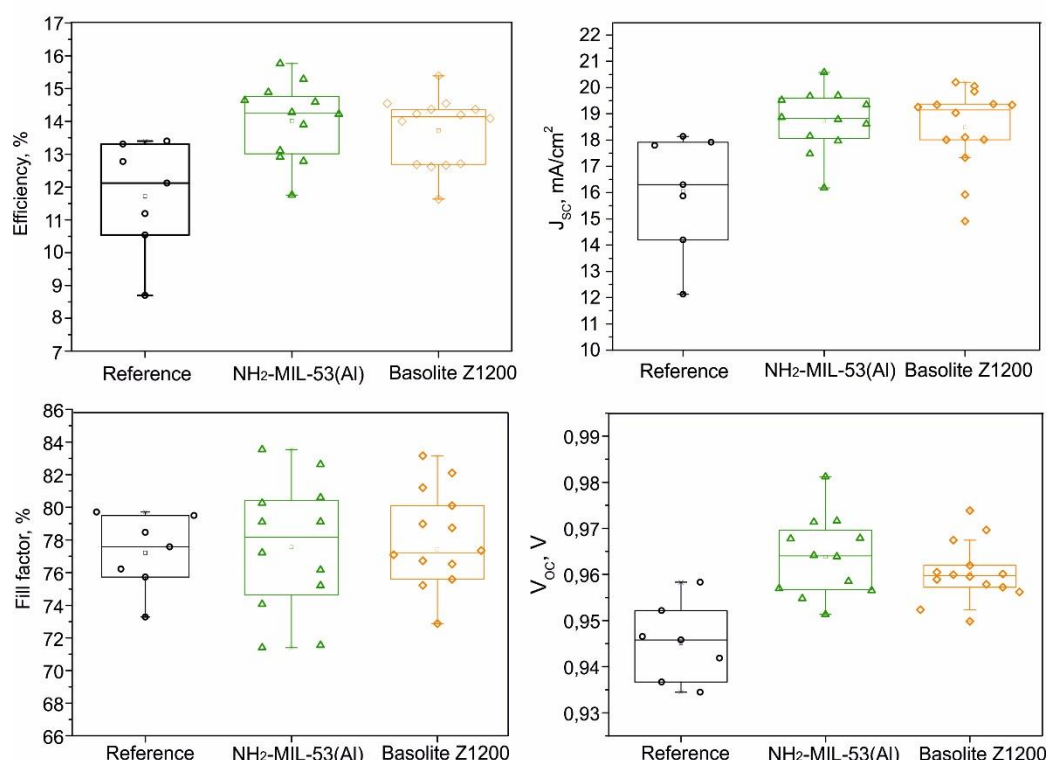 Efficiency, %
17
16
15
14
13
12
11
10
9
8
7
Reference
NH₂-MIL-53(Al)
Basolite Z1200
J_SC, mA/cm²
22
21
20
19
18
17
16
15
14
13
12
11
10
Reference
NH₂-MIL-53(Al)
Basolite Z1200
Fill factor, %
86
84
82
80
78
76
74
72
70
68
66
Reference
NH₂-MIL-53(Al)
Basolite Z1200
V_OC, V
0,99
0,98
0,97
0,96
0,95
0,94
0,93
Reference
NH₂-MIL-53(Al)
Basolite Z1200